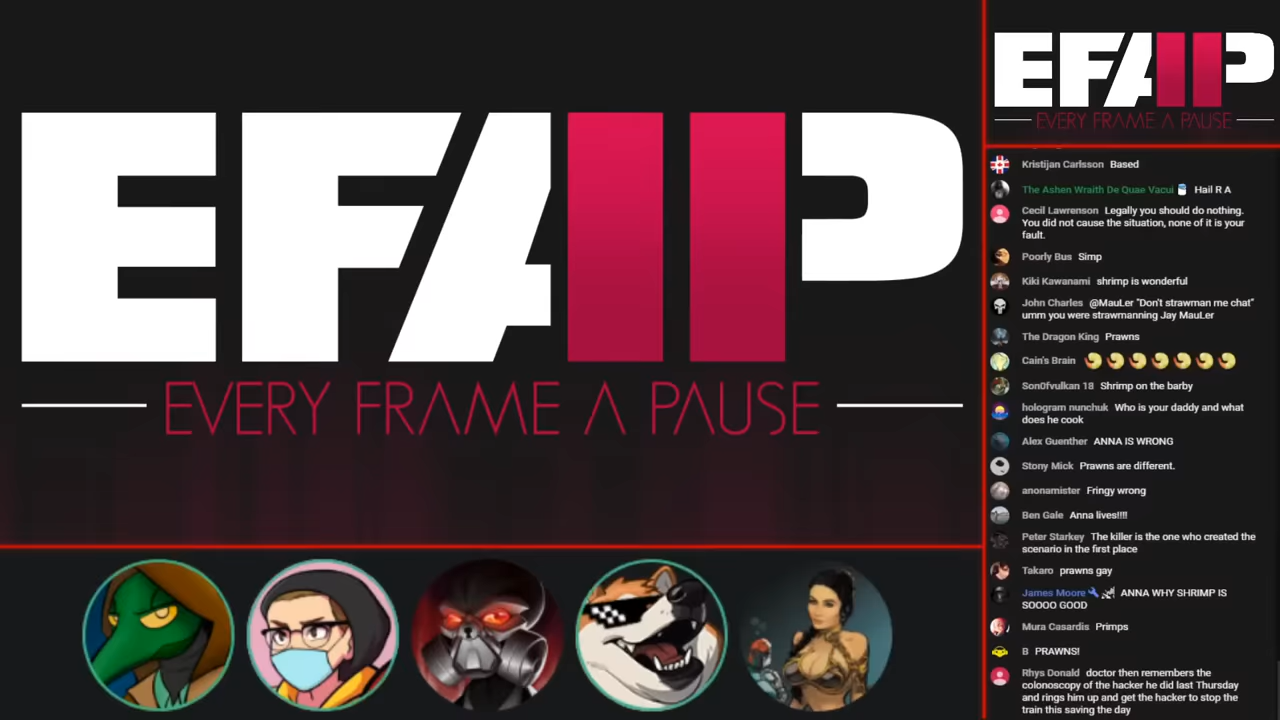 EFAP
EVERY FRAME A PAUSE
EFAP
EVERY FRAME A PAUSE
Kristijan Carlsson Based
The Ashen Wraith De Quae Vacui Hail R A
Cecil Lawrenson Legally you should do nothing.
You did not cause the situation, none of it is your
fault.
Poorly Bus Simp
Kiki Kawanami shrimp is wonderful
John Charles @MauLer "Don't strawman me chat"
umm you were strawmanning Jay MauLer
The Dragon King Prawns
Cain's Brain
Son0fvulkan 18 Shrimp on the barby
hologram nunchuk Who is your daddy and what
does he cook
Alex Guenther ANNA IS WRONG
Stony Mick Prawns are different.
anonamister Fringy wrong
Ben Gale Anna lives!!!!
Peter Starkey The killer is the one who created the
scenario in the first place
Takaro prawns gay
James Moore ANNA WHY SHRIMP IS
SOOOO GOOD
Mura Casardis Primps
B PRAWNS!
Rhys Donald doctor then remembers the
colonoscopy of the hacker he did last Thursday
and rings him up and get the hacker to stop the
train this saving the day